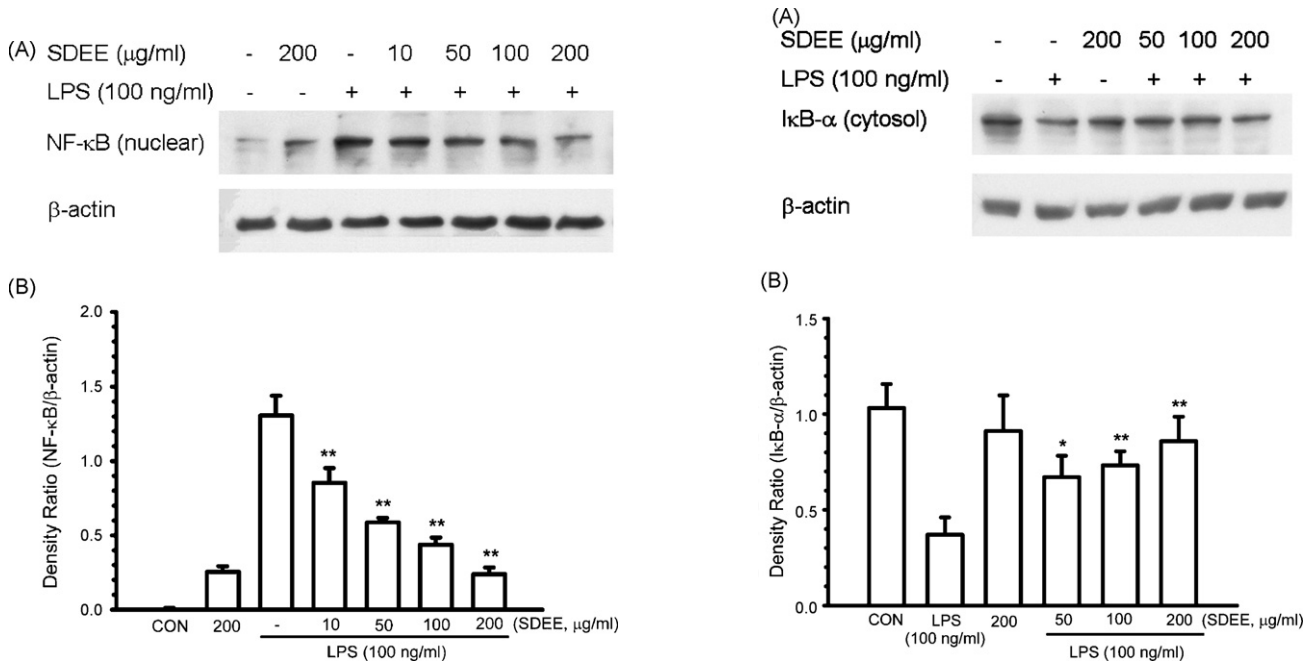 (A) SDEE (μg/ml) - 200 - 10 50 100 200
LPS (100 ng/ml) - - + + + + +
NF-κB (nuclear)
β-actin
(B)
Density Ratio (NF-κB/β-actin)
2.0
1.5
1.0
0.5
0.0
** ** ** **
CON 200 - 10 50 100 200 (SDEE, μg/ml)
LPS (100 ng/ml)
(A)
SDEE (μg/ml) - - 200 50 100 200
LPS (100 ng/ml) - + - + + +
IκB-α (cytosol)
β-actin
(B)
Density Ratio (IκB-α/β-actin)
1.5
1.0
0.5
0.0
* ** **
CON LPS 200 50 100 200 (SDEE, μg/ml)
(100 ng/ml)
LPS (100 ng/ml)